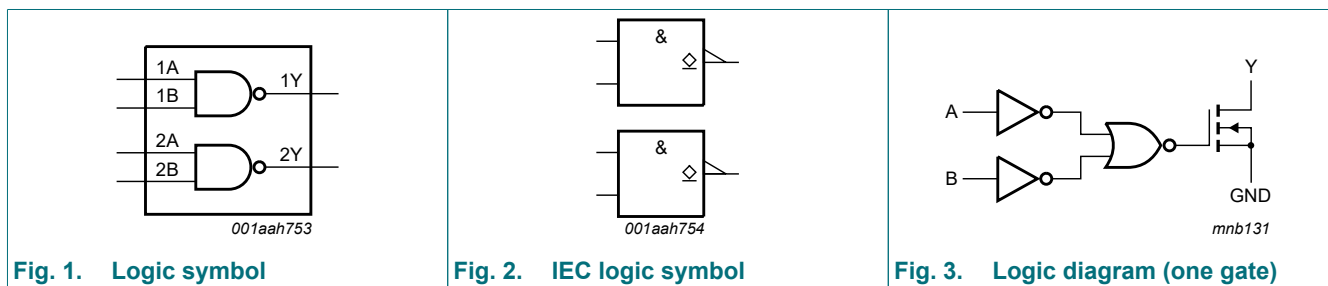 1A
1B
1Y
2A
2B
2Y
001aah753
Fig. 1. Logic symbol
&
&
001aah754
Fig. 2. IEC logic symbol
A
B
Y
GND
mnb131
Fig. 3. Logic diagram (one gate)